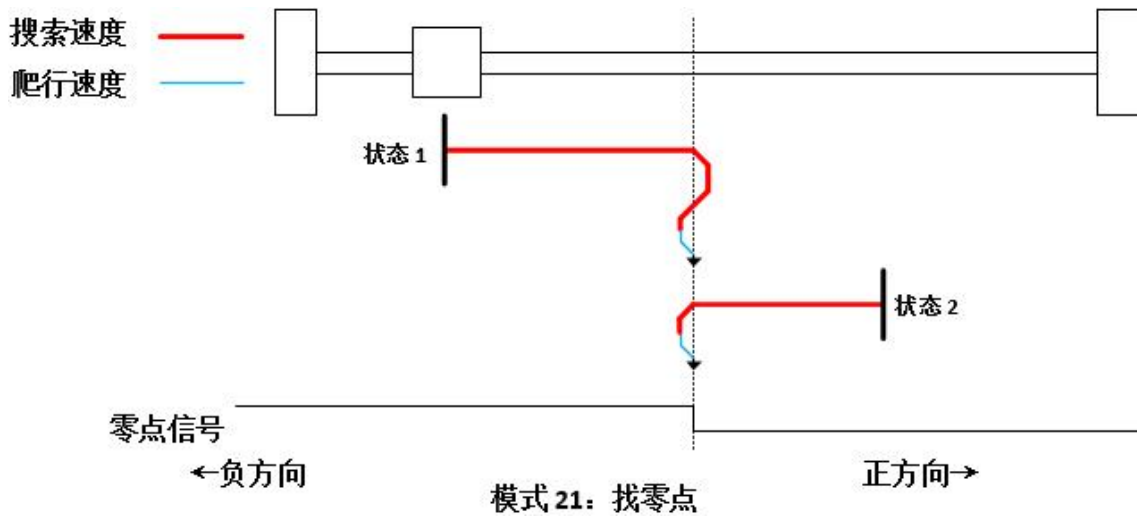 搜索速度
爬行速度
状态 1
状态 2
零点信号
←负方向
正方向→
模式 21：找零点